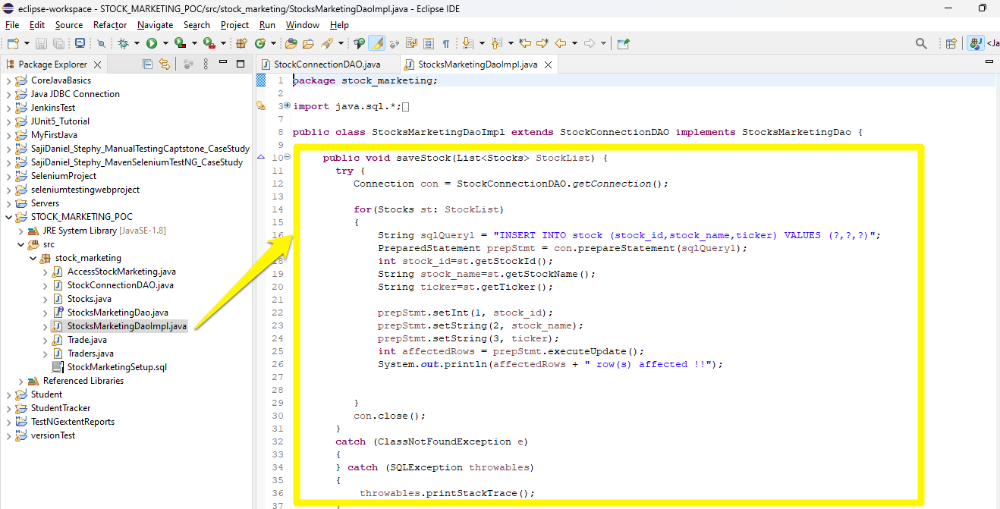 eclipse-workspace - STOCK_MARKETING_POC/src/stock_marketing/StocksMarketingDaoImpl.java - Eclipse IDE
File Edit Source Refactor Navigate Search Project Run Window Help
<Ja
Package Explorer
StockConnectionDAO.java
StocksMarketingDaoImpl.java
CoreJavaBasics
Java JDBC Connection
JenkinsTest
JUnit5_Tutorial
MyFirstJava
SajiDaniel_Stephy_ManualTestingCaptstone_CaseStudy
SajiDaniel_Stephy_MavenSeleniumTestNG_CaseStudy
SeleniumProject
seleniumtestingwebproject
Servers
STOCK_MARKETING_POC
JRE System Library [JavaSE-1.8]
src
stock_marketing
AccessStockMarketing.java
StockConnectionDAO.java
Stocks.java
StocksMarketingDao.java
StocksMarketingDaoImpl.java
Trade.java
Traders.java
StockMarketingSetup.sql
Referenced Libraries
Student
StudentTracker
TestNGextentReports
versionTest
1 package stock_marketing;
2
3 import java.sql.*;
7
8 public class StocksMarketingDaoImpl extends StockConnectionDAO implements StocksMarketingDao {
9
10 public void saveStock(List<Stocks> StockList) {
11 try {
12 Connection con = StockConnectionDAO.getConnection();
13
14 for(Stocks st: StockList)
15 {
16 String sqlQuery1 = "INSERT INTO stock (stock_id,stock_name,ticker) VALUES (?,?,?)";
PreparedStatement prepStmt = con.prepareStatement(sqlQuery1);
18 int stock_id=st.getStockId();
19 String stock_name=st.getStockName();
20 String ticker=st.getTicker();
21
22 prepStmt.setInt(1, stock_id);
23 prepStmt.setString(2, stock_name);
24 prepStmt.setString(3, ticker);
25 int affectedRows = prepStmt.executeUpdate();
26 System.out.println(affectedRows + " row(s) affected !!");
27
28
29 }
30 con.close();
31 }
32 catch (ClassNotFoundException e)
33 {
34 } catch (SQLException throwables)
35 {
36 throwables.printStackTrace();
37 {